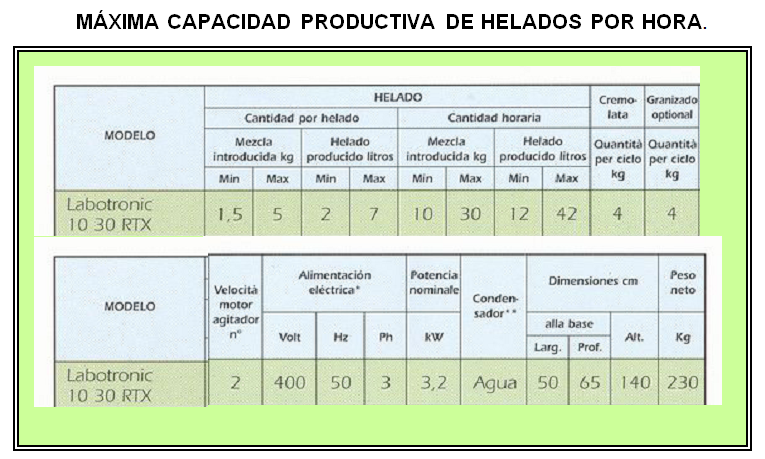 MÁXIMA CAPACIDAD PRODUCTIVA DE HELADOS POR HORA.
MODELO
HELADO
Cremo-lata
Granizado optional
Cantidad por helado
Cantidad horaria
Mezcla introducida kg
Helado producido litros
Mezcla introducida kg
Helado producido litros
Quantità per ciclo kg
Quantità per ciclo kg
Min Max Min Max Min Max Min Max
Labotronic 10 30 RTX
1,5 5 2 7 10 30 12 42 4 4
MODELO
Velocità motor agitador n°
Alimentación eléctrica*
Potencia nominale
Conden-sador**
Dimensiones cm
Peso neto
Volt Hz Ph kW
alla base
Alt.
Kg
Larg. Prof.
Labotronic 10 30 RTX
2 400 50 3 3,2 Agua 50 65 140 230